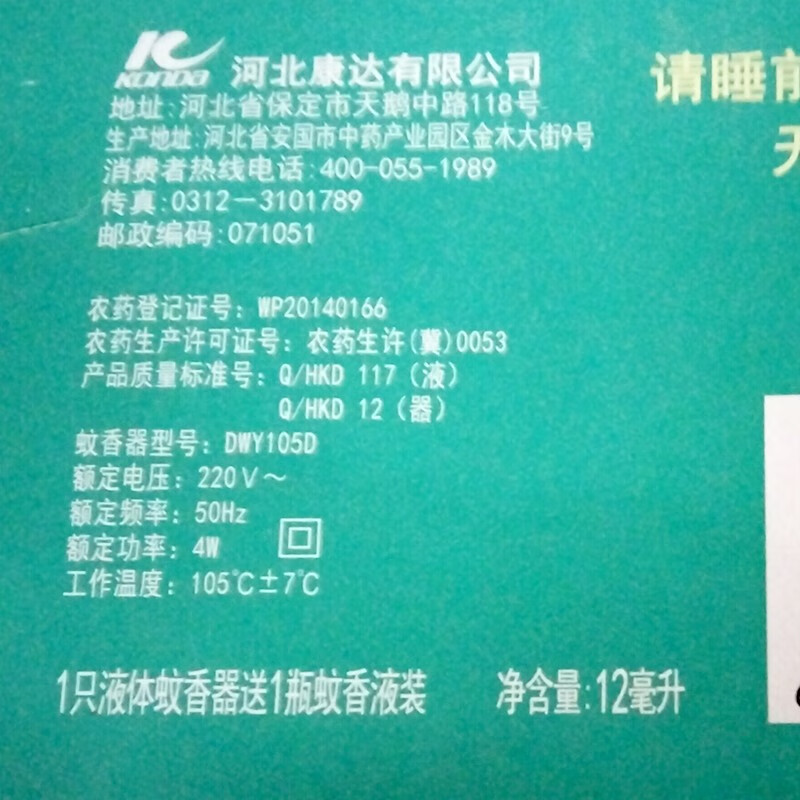 KONDA 河北康达有限公司
请睡前
地址:河北省保定市天鹅中路118号
生产地址:河北省安国市中药产业园区金木大街9号
消费者热线电话:400-055-1989
传真:0312-3101789
邮政编码:071051
农药登记证号：WP20140166
农药生产许可证号：农药生许(冀)0053
产品质量标准号：Q/HKD 117（液）
Q/HKD 12（器）
蚊香器型号：DWY105D
额定电压：220V～
额定频率：50Hz
额定功率：4W
工作温度：105℃±7℃
1只液体蚊香器送1瓶蚊香液装
净含量:12毫升